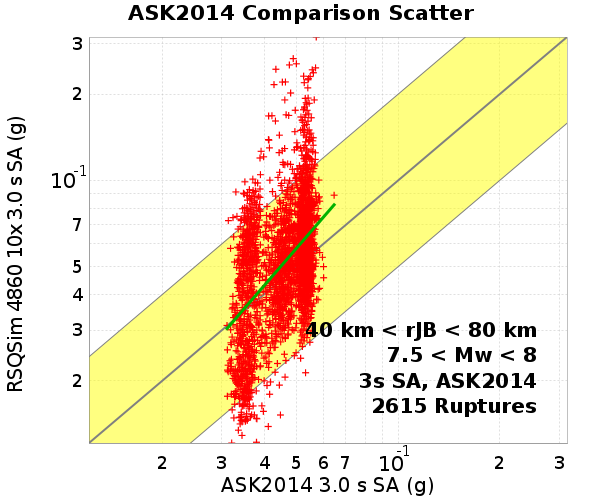 ASK2014 Comparison Scatter
RSQSim 4860 10x 3.0 s SA (g)
3
2
10⁻¹
7
5
4
3
2
40 km < rJB < 80 km
7.5 < Mw < 8
3s SA, ASK2014
2615 Ruptures
2 3 4 5 6 7 10⁻¹ 2 3
ASK2014 3.0 s SA (g)